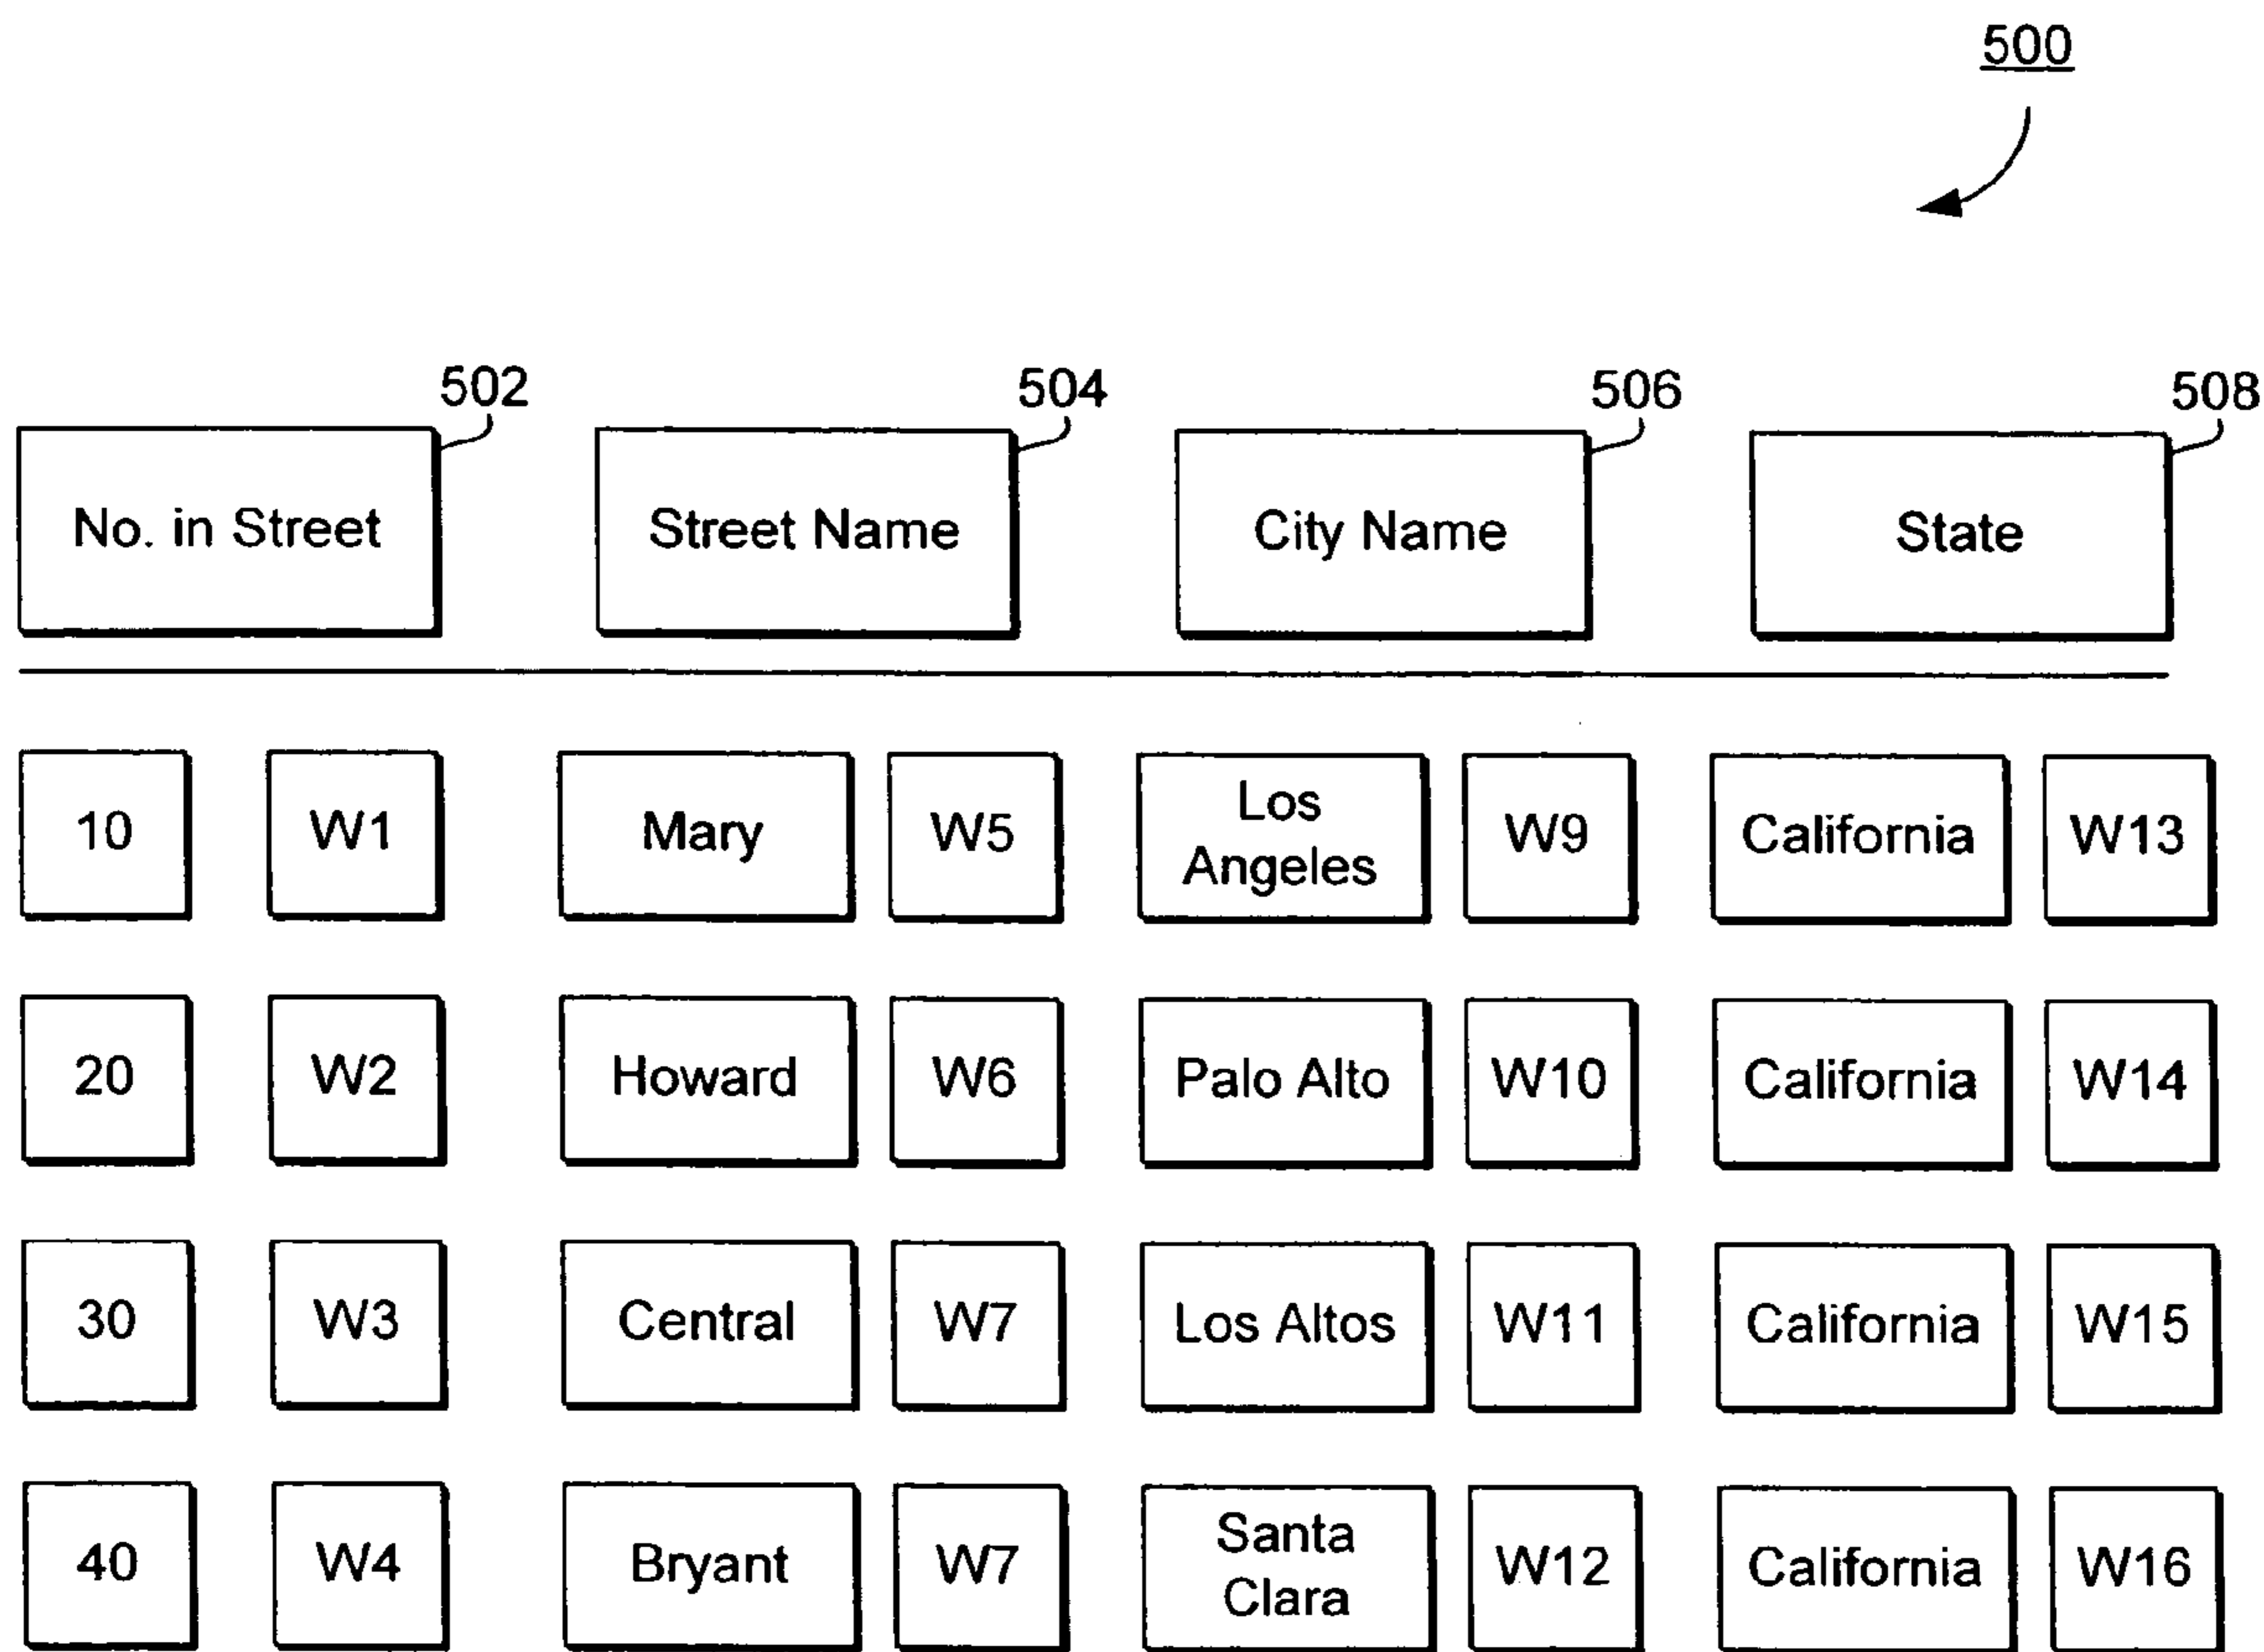 500
502 504 506 508
No. in Street Street Name City Name State
10 W1 Mary W5 Los Angeles W9 California W13
20 W2 Howard W6 Palo Alto W10 California W14
30 W3 Central W7 Los Altos W11 California W15
40 W4 Bryant W7 Santa Clara W12 California W16